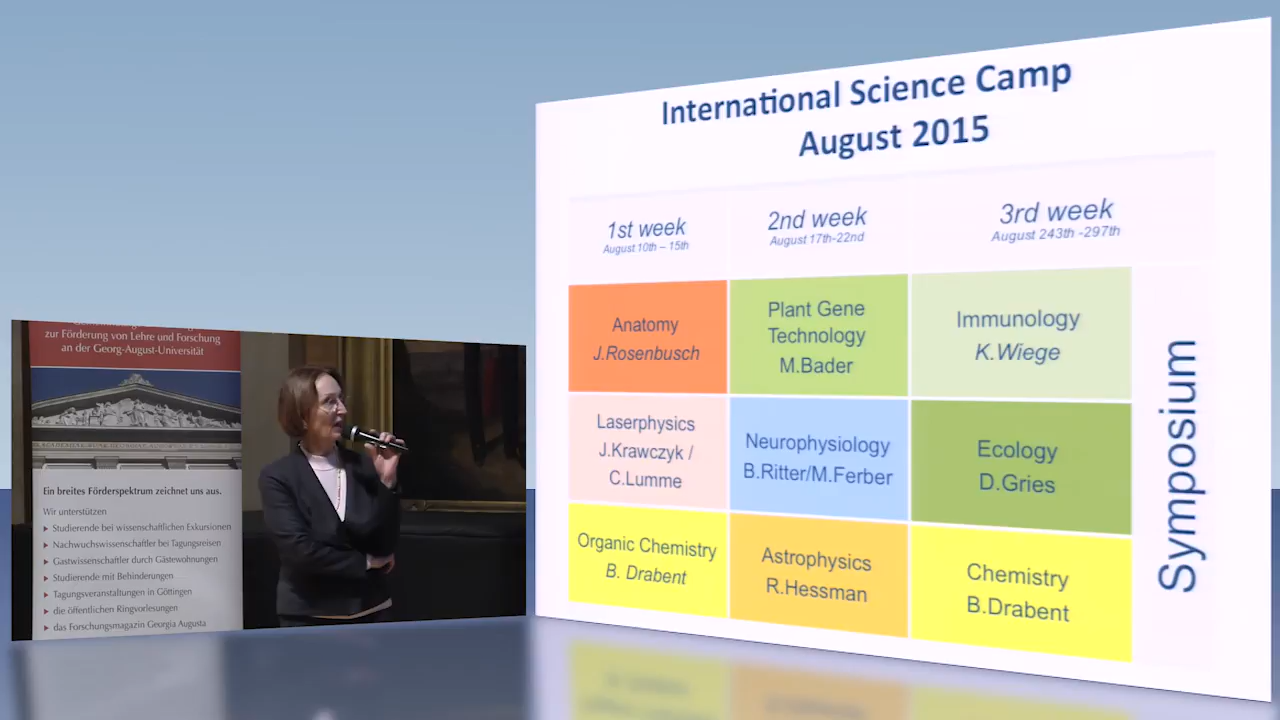 zur Förderung von Lehre und Forschung
an der Georg-August-Universität
Ein breites Förderspektrum zeichnet uns aus.
Wir unterstützen
Studierende bei wissenschaftlichen Exkursionen
Nachwuchswissenschaftler bei Tagungsreisen
Gastwissenschaftler durch Gästewohnungen
Studierende mit Behinderungen
Tagungsveranstaltungen in Göttingen
die öffentlichen Ringvorlesungen
das Forschungsmagazin Georgia Augusta
International Science Camp
August 2015
1st week
August 10th – 15th
2nd week
August 17th-22nd
3rd week
August 243th -297th
Anatomy
J.Rosenbusch
Plant Gene
Technology
M.Bader
Immunology
K.Wiege
Laserphysics
J.Krawczyk /
C.Lumme
Neurophysiology
B.Ritter/M.Ferber
Ecology
D.Gries
Organic Chemistry
B. Drabent
Astrophysics
R.Hessman
Chemistry
B.Drabent
Symposium